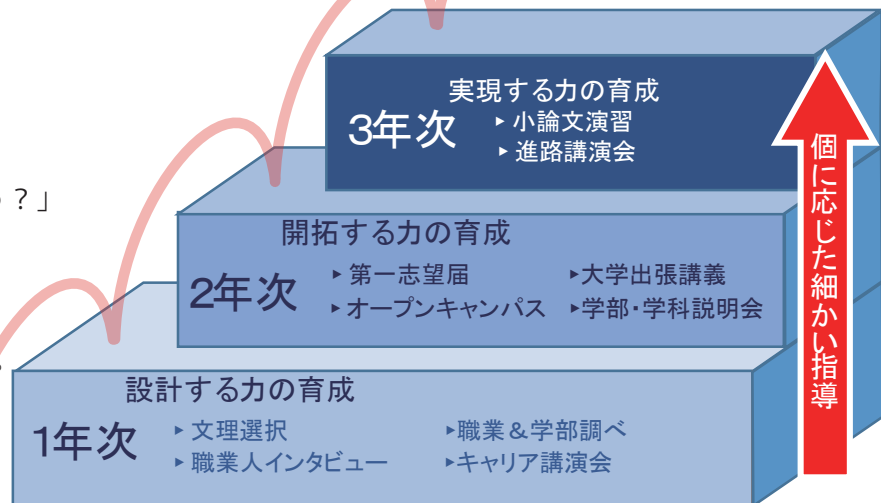 実現する力の育成
3年次
▸小論文演習
▸進路講演会
？」
開拓する力の育成
2年次
▸第一志望届 ▸大学出張講義
▸オープンキャンパス ▸学部・学科説明会
設計する力の育成
1年次
▸文理選択 ▸職業＆学部調べ
▸職業人インタビュー ▸キャリア講演会
個に応じた細かい指導